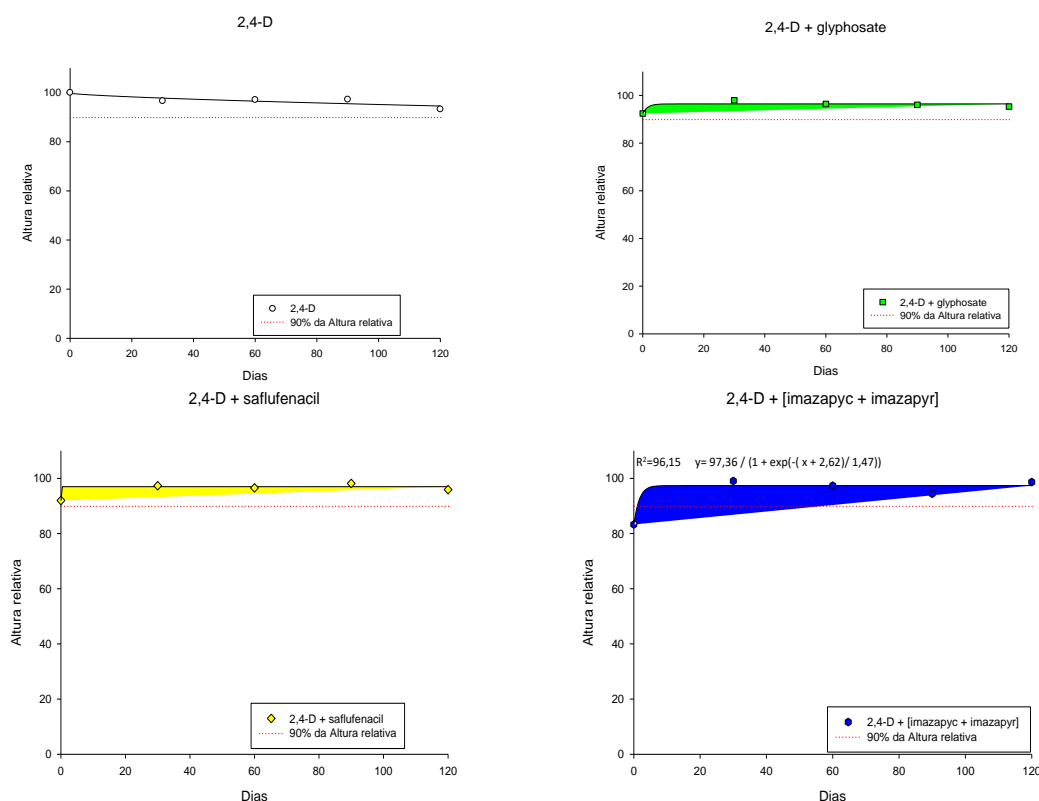 2,4-D
Altura relativa
100
80
60
40
20
0
0 20 40 60 80 100 120
Dias
2,4-D
90% da Altura relativa
2,4-D + glyphosate
Altura relativa
100
80
60
40
20
0
0 20 40 60 80 100 120
Dias
2,4-D + glyphosate
90% da Altura relativa
2,4-D + saflufenacil
Altura relativa
100
80
60
40
20
0
0 20 40 60 80 100 120
Dias
2,4-D + saflufenacil
90% da Altura relativa
2,4-D + [imazapyc + imazapyr]
R²=96,15 y= 97,36 / (1 + exp(-( x + 2,62)/ 1,47))
Altura relativa
100
80
60
40
20
0
0 20 40 60 80 100 120
Dias
2,4-D + [imazapyc + imazapyr]
90% da Altura relativa